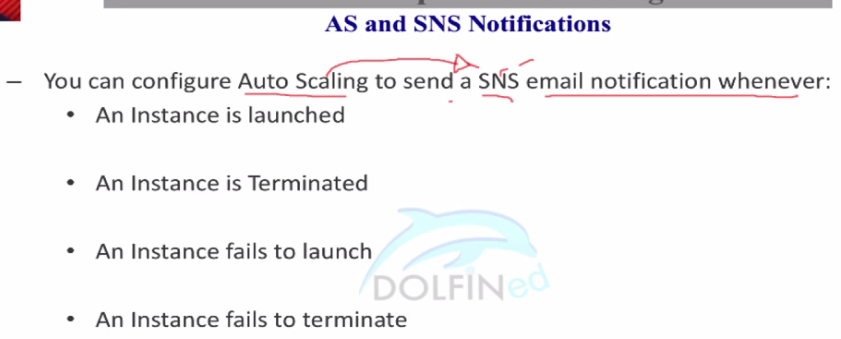 AS and SNS Notifications
– You can configure Auto Scaling to send a SNS email notification whenever:
• An Instance is launched
• An Instance is Terminated
• An Instance fails to launch
DOLFINed
• An Instance fails to terminate